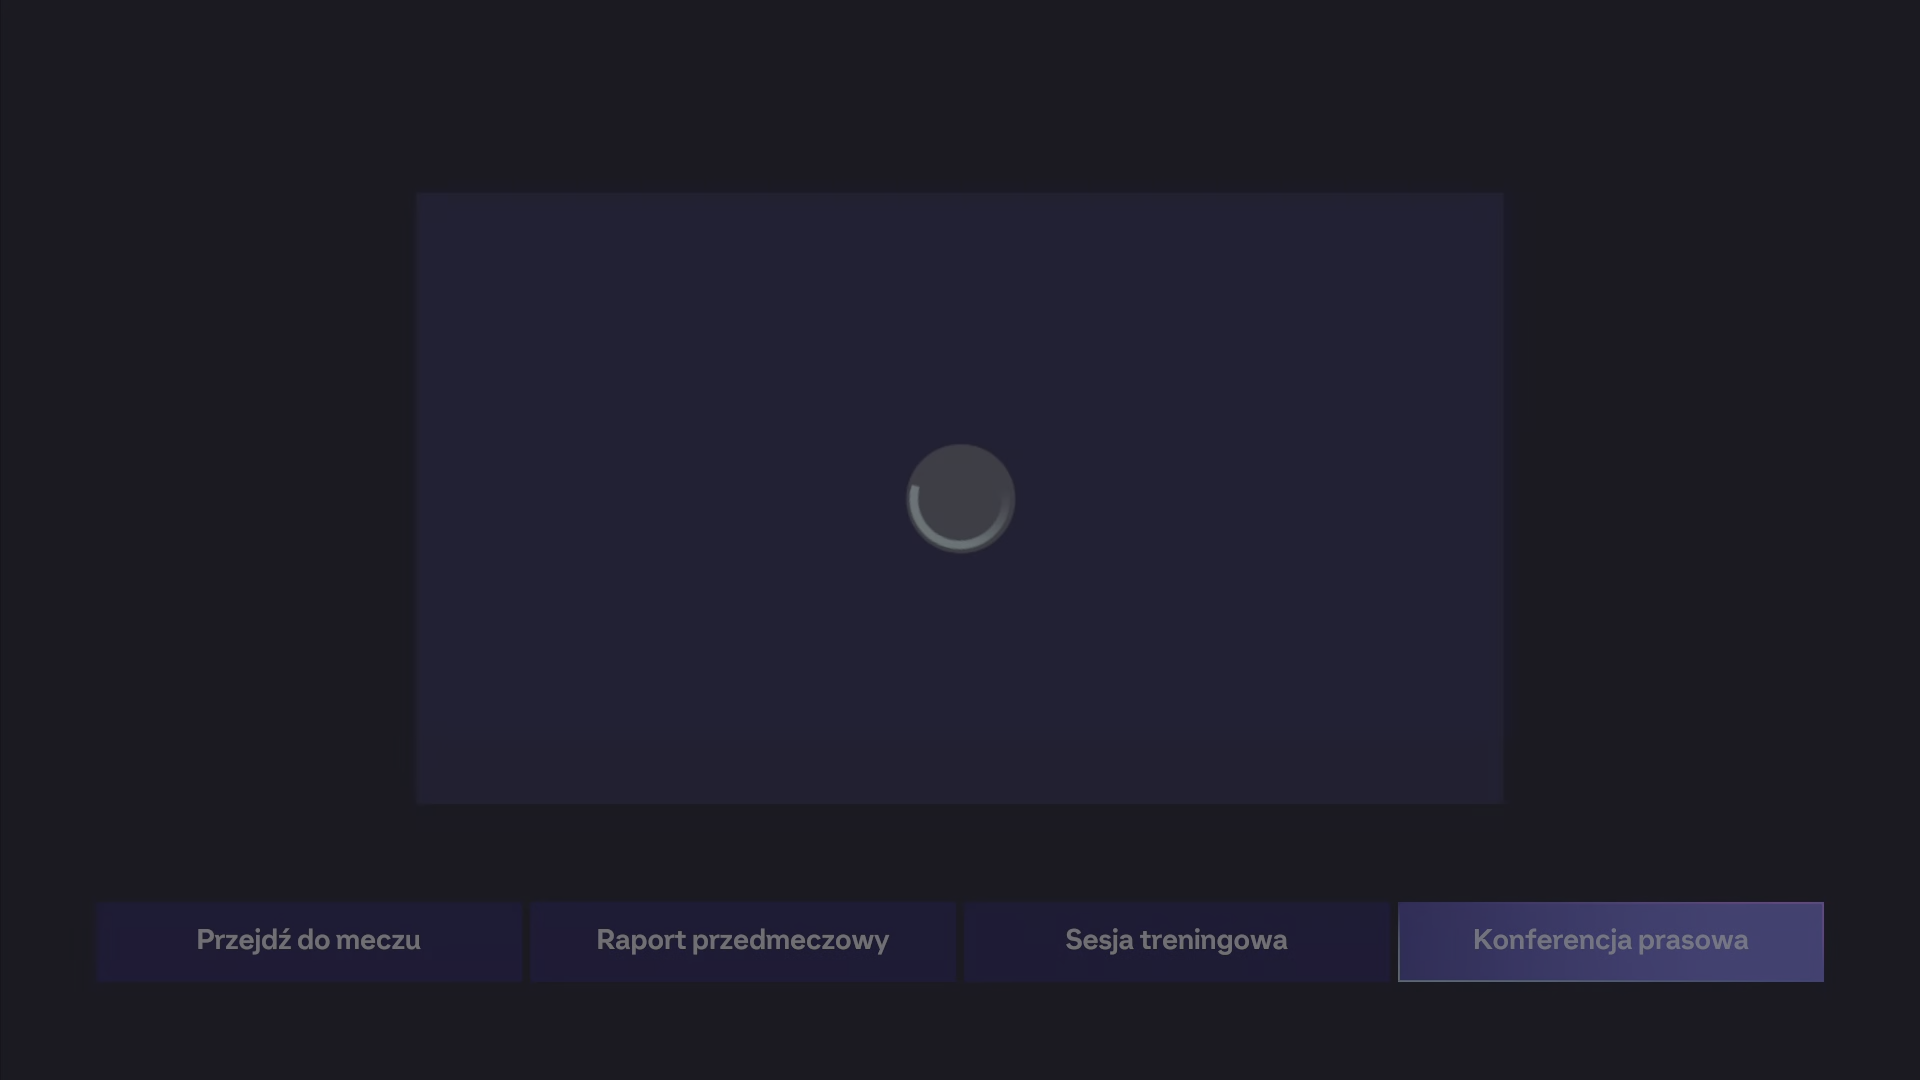 Przejdź do meczu
Raport przedmeczowy
Sesja treningowa
Konferencja prasowa